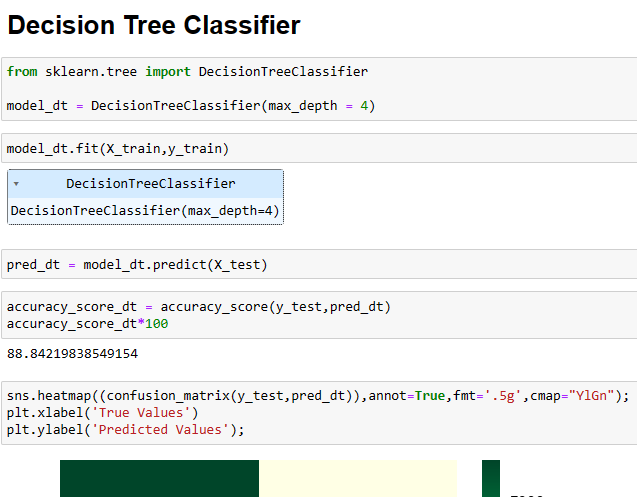 Decision Tree Classifier
from sklearn.tree import DecisionTreeClassifier
model_dt = DecisionTreeClassifier(max_depth = 4)
model_dt.fit(X_train,y_train)
▾ DecisionTreeClassifier
DecisionTreeClassifier(max_depth=4)
pred_dt = model_dt.predict(X_test)
accuracy_score_dt = accuracy_score(y_test,pred_dt)
accuracy_score_dt*100
88.84219838549154
sns.heatmap((confusion_matrix(y_test,pred_dt)),annot=True,fmt='.5g',cmap="YlGn");
plt.xlabel('True Values')
plt.ylabel('Predicted Values');